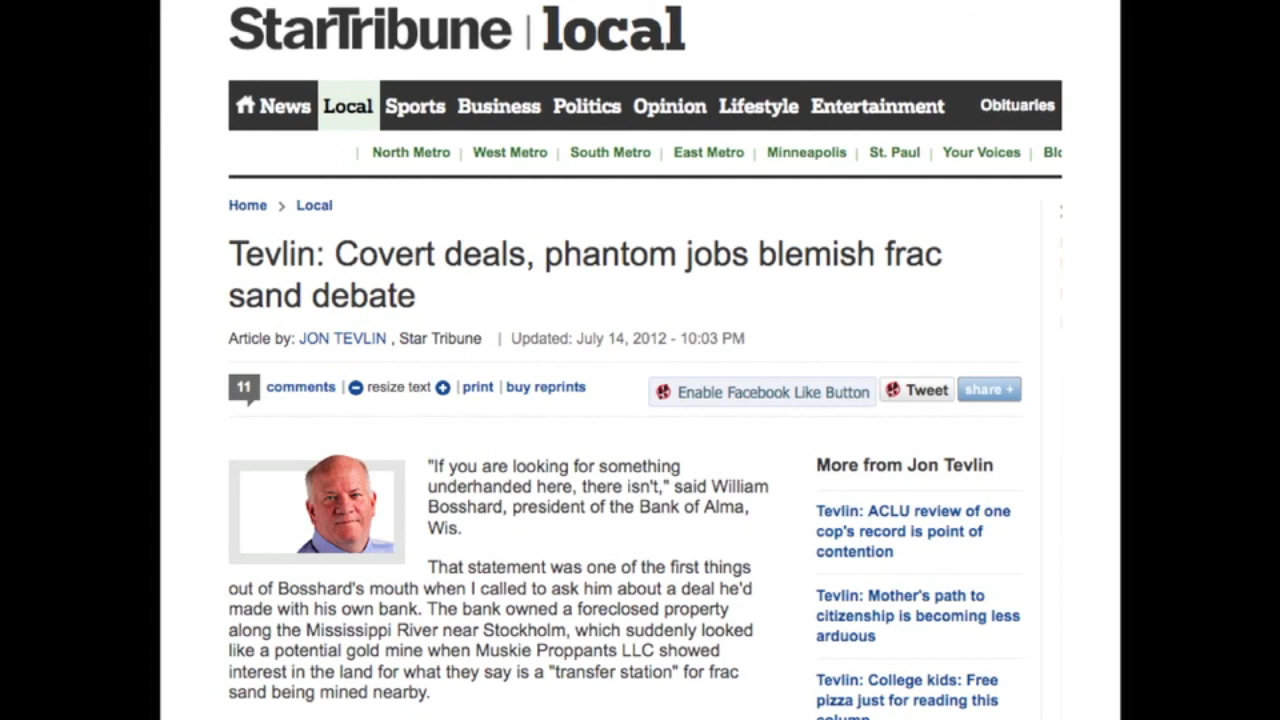 StarTribune | local
News Local Sports Business Politics Opinion Lifestyle Entertainment Obituaries
| North Metro | West Metro | South Metro | East Metro | Minneapolis | St. Paul | Your Voices |
Home > Local
Tevlin: Covert deals, phantom jobs blemish frac
sand debate
Article by: JON TEVLIN , Star Tribune | Updated: July 14, 2012 - 10:03 PM
11 comments | resize text | print | buy reprints
Enable Facebook Like Button Tweet share +
"If you are looking for something
underhanded here, there isn't," said William
Bosshard, president of the Bank of Alma,
Wis.
That statement was one of the first things
out of Bosshard's mouth when I called to ask him about a deal he'd
made with his own bank. The bank owned a foreclosed property
along the Mississippi River near Stockholm, which suddenly looked
like a potential gold mine when Muskie Proppants LLC showed
interest in the land for what they say is a "transfer station" for frac
sand being mined nearby.
More from Jon Tevlin
Tevlin: ACLU review of one
cop's record is point of
contention
Tevlin: Mother's path to
citizenship is becoming less
arduous
Tevlin: College kids: Free
pizza just for reading this
column